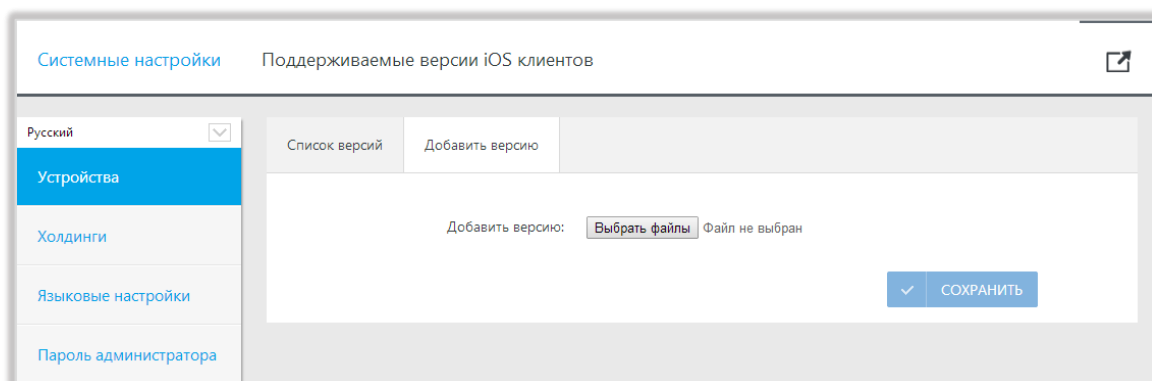 Системные настройки Поддерживаемые версии iOS клиентов
Русский
Список версий Добавить версию
Устройства
Добавить версию: Выбрать файлы Файл не выбран
Холдинги
Языковые настройки
СОХРАНИТЬ
Пароль администратора